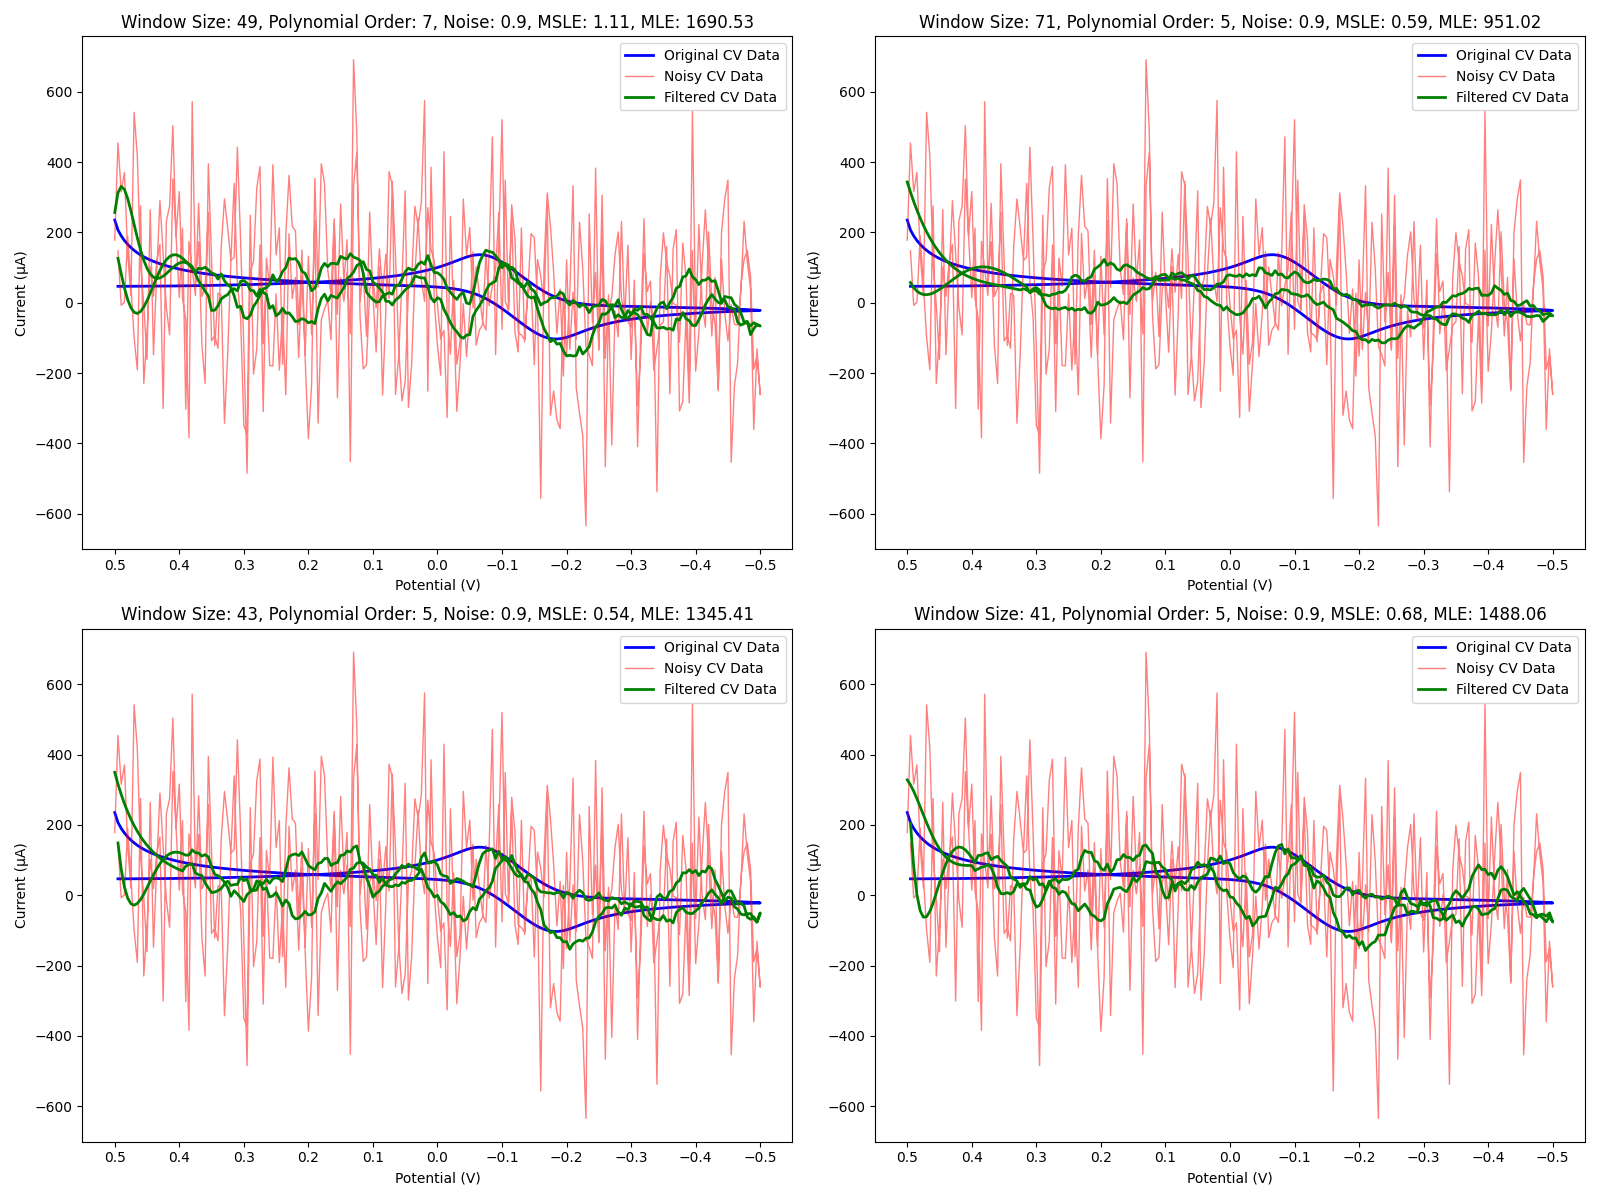 Window Size: 49, Polynomial Order: 7, Noise: 0.9, MSLE: 1.11, MLE: 1690.53
Original CV Data
Noisy CV Data
Filtered CV Data
600
400
200
0
−200
−400
−600
Current (μA)
0.5 0.4 0.3 0.2 0.1 0.0 −0.1 −0.2 −0.3 −0.4 −0.5
Potential (V)
Window Size: 71, Polynomial Order: 5, Noise: 0.9, MSLE: 0.59, MLE: 951.02
Original CV Data
Noisy CV Data
Filtered CV Data
600
400
200
0
−200
−400
−600
Current (μA)
0.5 0.4 0.3 0.2 0.1 0.0 −0.1 −0.2 −0.3 −0.4 −0.5
Potential (V)
Window Size: 43, Polynomial Order: 5, Noise: 0.9, MSLE: 0.54, MLE: 1345.41
Original CV Data
Noisy CV Data
Filtered CV Data
600
400
200
0
−200
−400
−600
Current (μA)
0.5 0.4 0.3 0.2 0.1 0.0 −0.1 −0.2 −0.3 −0.4 −0.5
Potential (V)
Window Size: 41, Polynomial Order: 5, Noise: 0.9, MSLE: 0.68, MLE: 1488.06
Original CV Data
Noisy CV Data
Filtered CV Data
600
400
200
0
−200
−400
−600
Current (μA)
0.5 0.4 0.3 0.2 0.1 0.0 −0.1 −0.2 −0.3 −0.4 −0.5
Potential (V)